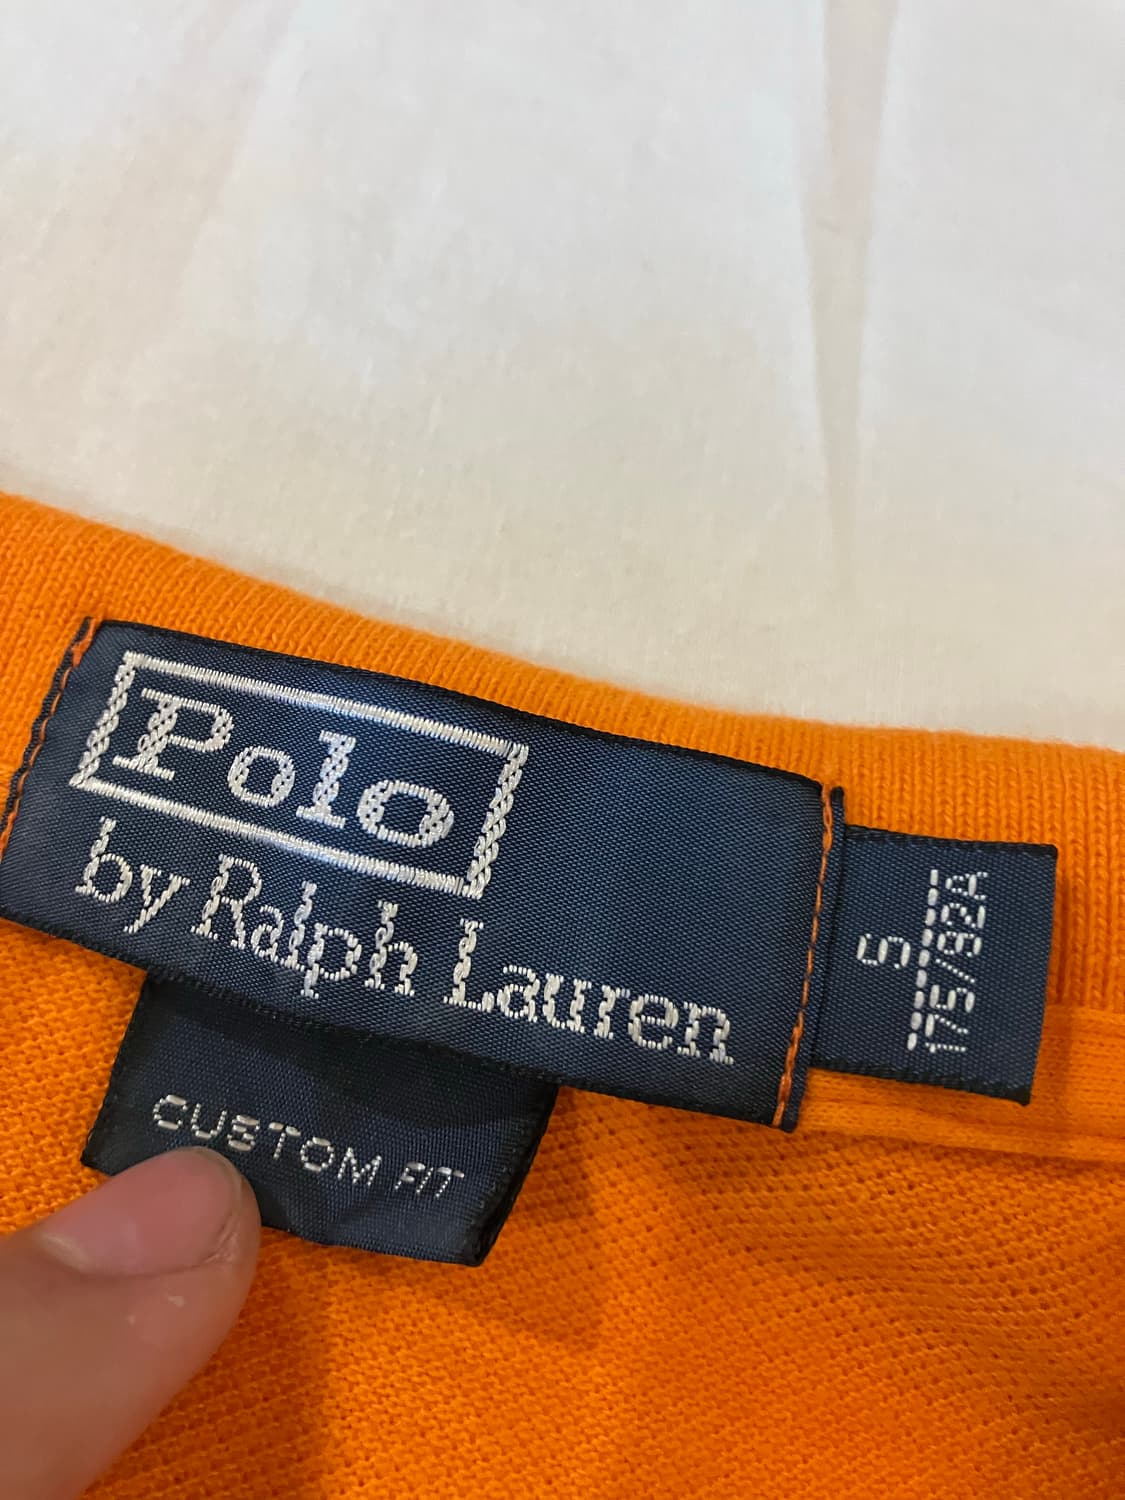 Polo
by Ralph Lauren
S
175/92A
CUSTOM FIT